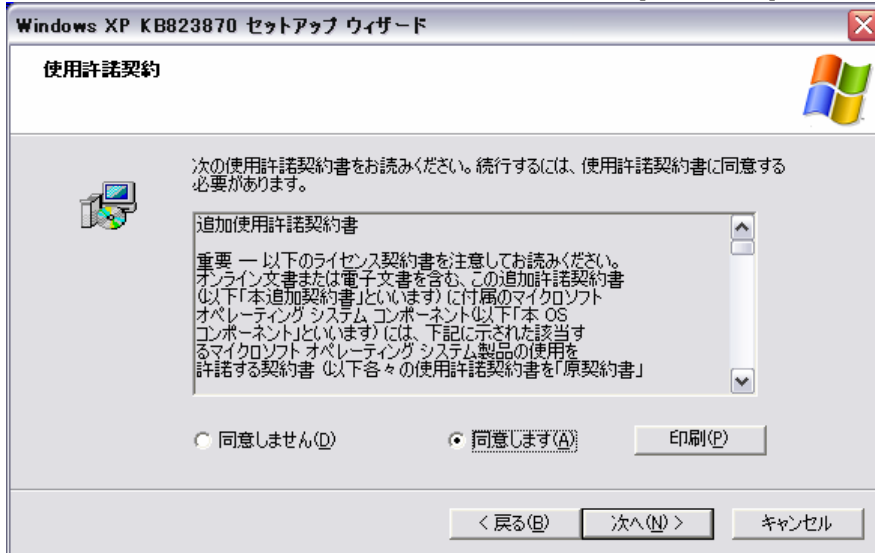 Windows XP KB823870 セットアップ ウィザード
使用許諾契約
次の使用許諾契約書をお読みください。続行するには、使用許諾契約書に同意する
必要があります。
追加使用許諾契約書
重要 ― 以下のライセンス契約書を注意してお読みください。
オンライン文書または電子文書を含む、この追加許諾契約書
(以下「本追加契約書」といいます) に付属のマイクロソフト
オペレーティング システム コンポーネント(以下「本 OS
コンポーネント」といいます) には、下記に示された該当す
るマイクロソフト オペレーティング システム製品の使用を
許諾する契約書 (以下各々の使用許諾契約書を「原契約書」
同意しません(D)
同意します(A)
印刷(P)
< 戻る(B)
次へ(N) >
キャンセル